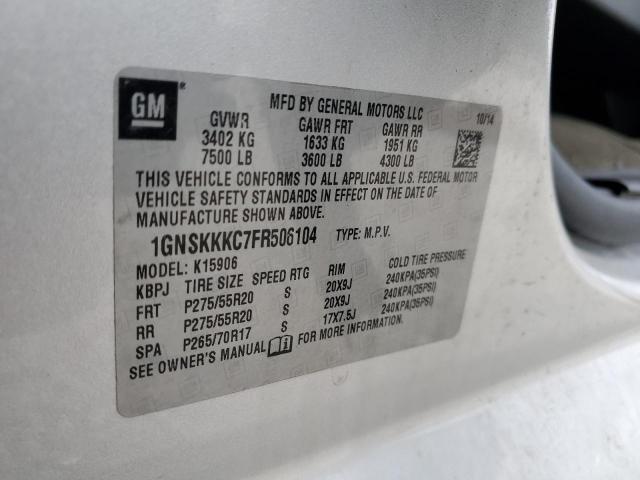 GM ®
MFD BY GENERAL MOTORS LLC
10/14
GVWR GAWR FRT GAWR RR
3402 KG 1633 KG 1951 KG
7500 LB 3600 LB 4300 LB
THIS VEHICLE CONFORMS TO ALL APPLICABLE U.S. FEDERAL MOTOR
VEHICLE SAFETY STANDARDS IN EFFECT ON THE DATE OF
MANUFACTURE SHOWN ABOVE.
1GNSKKKC7FR506104 TYPE: M.P.V.
MODEL: K15906
KBPJ TIRE SIZE SPEED RTG RIM COLD TIRE PRESSURE
FRT P275/55R20 S 20X9J 240KPA(35PSI)
RR P275/55R20 S 20X9J 240KPA(35PSI)
SPA P265/70R17 S 17X7.5J 240KPA(35PSI)
SEE OWNER'S MANUAL FOR MORE INFORMATION.